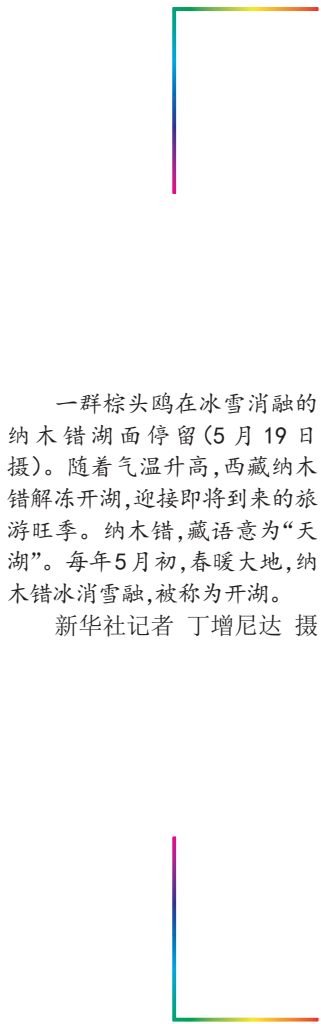 一群棕头鸥在冰雪消融的
纳木错湖面停留(5月19日
摄)。随着气温升高,西藏纳木
错解冻开湖,迎接即将到来的旅
游旺季。纳木错,藏语意为“天
湖”。每年5月初,春暖大地,纳
木错冰消雪融,被称为开湖。
新华社记者 丁增尼达 摄